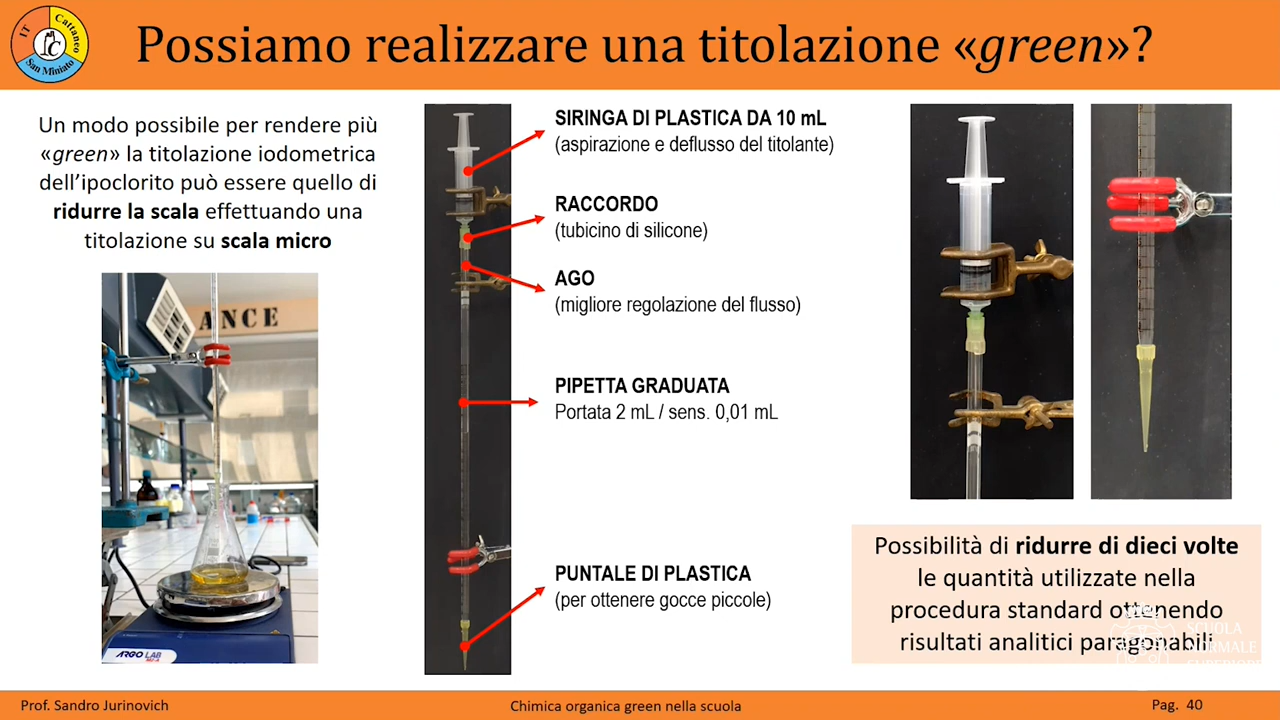 IT
Cattaneo
San Miniato
Possiamo realizzare una titolazione «green»?
Un modo possibile per rendere più
«green» la titolazione iodometrica
dell'ipoclorito può essere quello di
ridurre la scala effettuando una
titolazione su scala micro
ANCE
ARGO LAB
SIRINGA DI PLASTICA DA 10 mL
(aspirazione e deflusso del titolante)
RACCORDO
(tubicino di silicone)
AGO
(migliore regolazione del flusso)
PIPETTA GRADUATA
Portata 2 mL / sens. 0,01 mL
PUNTALE DI PLASTICA
(per ottenere gocce piccole)
Possibilità di ridurre di dieci volte
le quantità utilizzate nella
procedura standard ottenendo
risultati analitici paragonabili
SCUOLA
NORMALE
SUPERIORE
Prof. Sandro Jurinovich
Chimica organica green nella scuola
Pag. 40